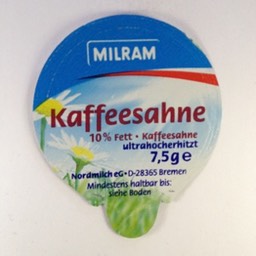 MILRAM
Kaffeesahne
10% Fett • Kaffeesahne
ultrahocherhitzt
7,5g e
Nordmilch eG • D-28365 Bremen
Mindestens haltbar bis:
siehe Boden